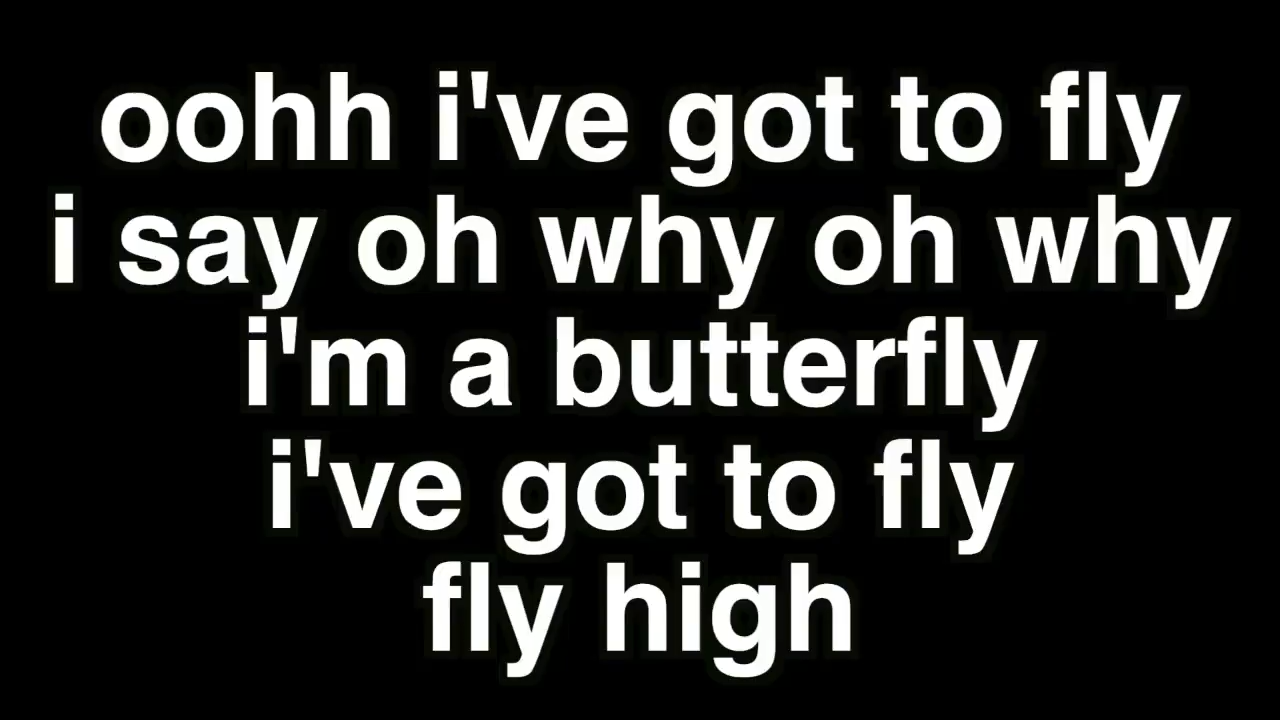 oohh i've got to fly
i say oh why oh why
i'm a butterfly
i've got to fly
fly high